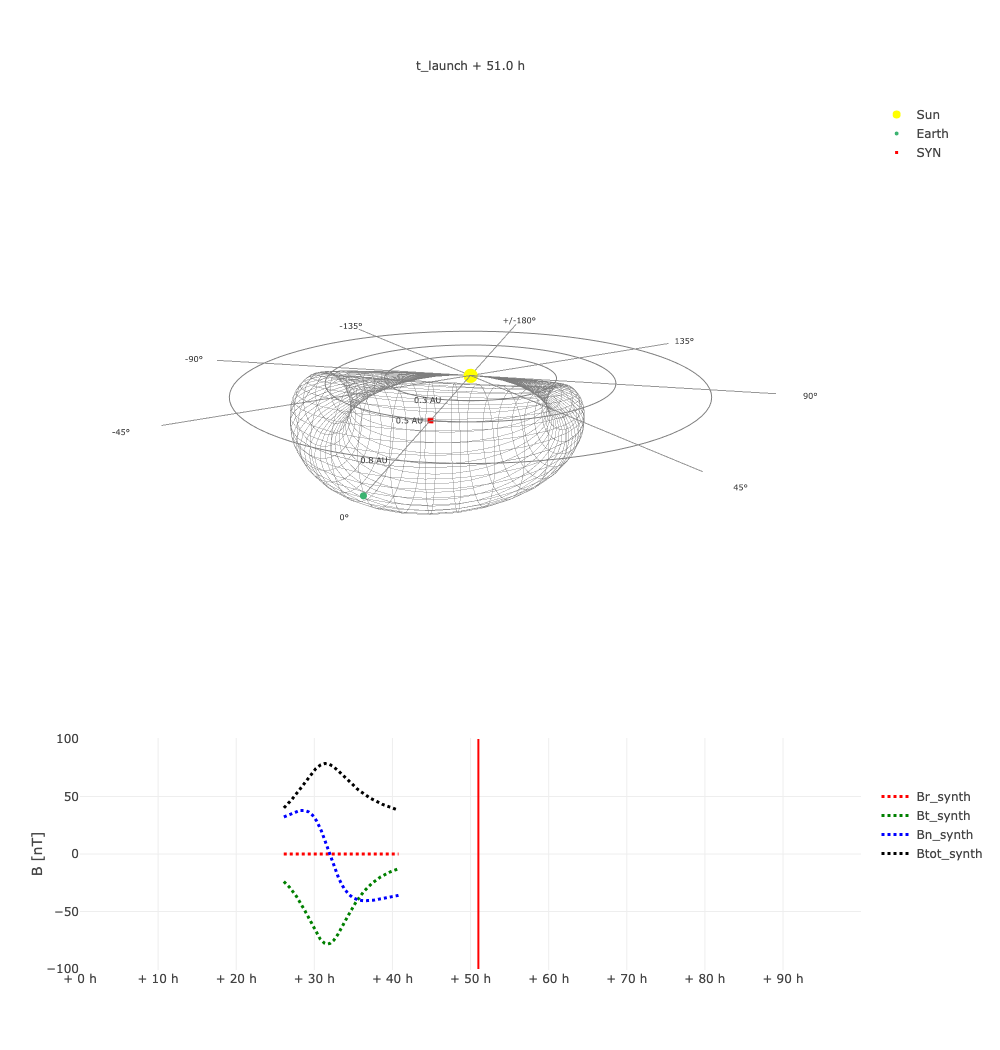 t_launch + 51.0 h
Sun
Earth
SYN
+/-180°
-135°
135°
-90°
90°
0.3 AU
0.5 AU
-45°
0.8 AU
45°
0°
100
50
0
−50
−100
B [nT]
+ 0 h
+ 10 h
+ 20 h
+ 30 h
+ 40 h
+ 50 h
+ 60 h
+ 70 h
+ 80 h
+ 90 h
Br_synth
Bt_synth
Bn_synth
Btot_synth